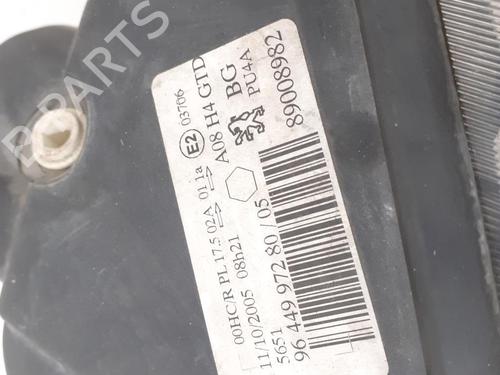 E2 03706
00HC/R PL 17.5 02A 01 1a
A08 H4 GTD
11/10/2005 08h21
BG
PU4A
5651
96 449 972 80 / 05
89008982